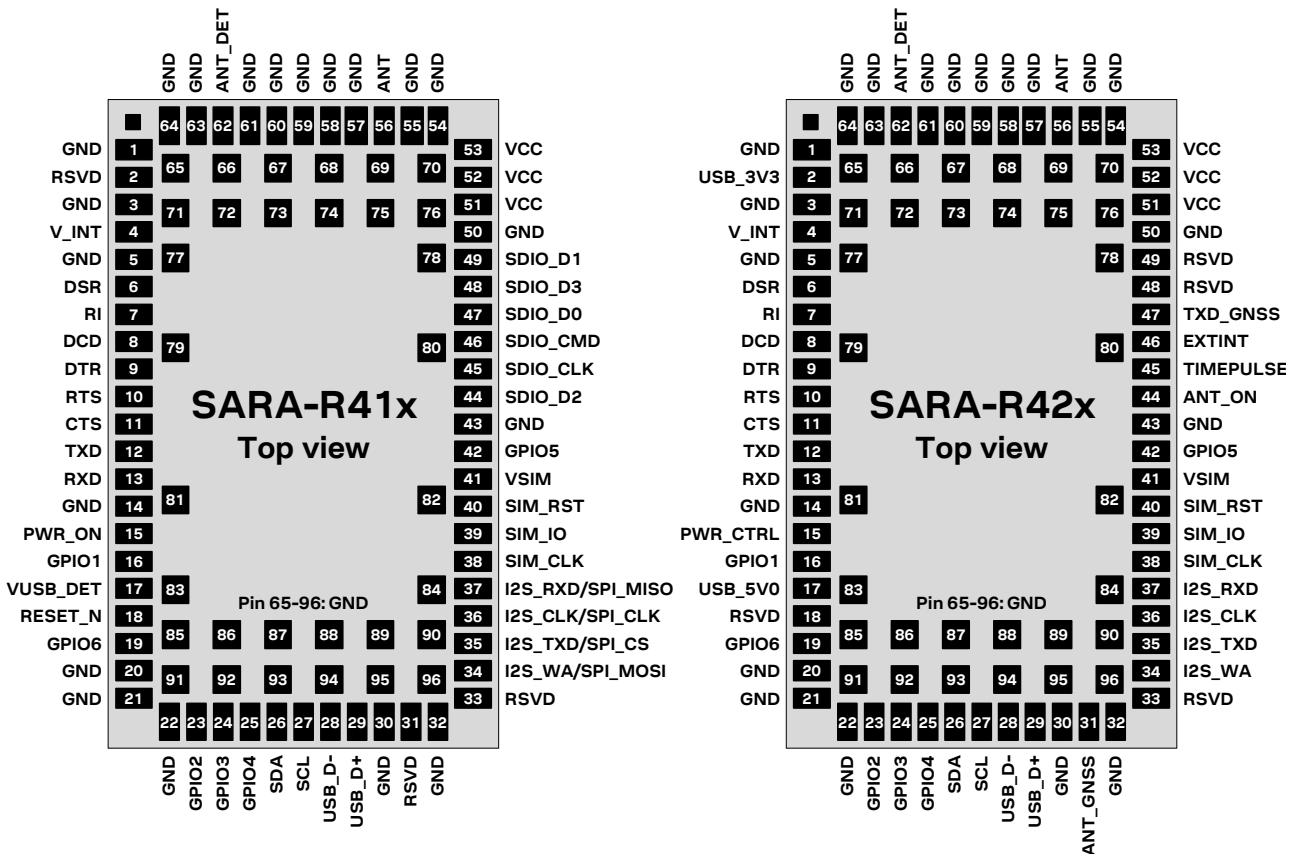 GND GND ANT_DET GND GND GND GND GND ANT GND GND
64 63 62 61 60 59 58 57 56 55 54
GND 1 53 VCC
65 66 67 68 69 70
RSVD 2 52 VCC
GND 3 51 VCC
71 72 73 74 75 76
V_INT 4 50 GND
GND 5 77 78 49 SDIO_D1
DSR 6 48 SDIO_D3
RI 7 47 SDIO_D0
DCD 8 79 80 46 SDIO_CMD
DTR 9 45 SDIO_CLK
RTS 10 44 SDIO_D2
SARA-R41x
CTS 11 43 GND
Top view
TXD 12 42 GPIO5
RXD 13 41 VSIM
GND 14 81 82 40 SIM_RST
PWR_ON 15 39 SIM_IO
GPIO1 16 38 SIM_CLK
VUSB_DET 17 83 84 37 I2S_RXD/SPI_MISO
Pin 65-96: GND
RESET_N 18 36 I2S_CLK/SPI_CLK
GPIO6 19 85 86 87 88 89 90 35 I2S_TXD/SPI_CS
GND 20 91 92 93 94 95 96 34 I2S_WA/SPI_MOSI
GND 21 33 RSVD
22 23 24 25 26 27 28 29 30 31 32
GND GPIO2 GPIO3 GPIO4 SDA SCL USB_D- USB_D+ GND RSVD GND
GND GND ANT_DET GND GND GND GND GND ANT GND GND
64 63 62 61 60 59 58 57 56 55 54
GND 1 53 VCC
65 66 67 68 69 70
USB_3V3 2 52 VCC
GND 3 51 VCC
71 72 73 74 75 76
V_INT 4 50 GND
GND 5 77 78 49 RSVD
DSR 6 48 RSVD
RI 7 47 TXD_GNSS
DCD 8 79 80 46 EXTINT
DTR 9 45 TIMEPULSE
RTS 10 44 ANT_ON
SARA-R42x
CTS 11 43 GND
Top view
TXD 12 42 GPIO5
RXD 13 41 VSIM
GND 14 81 82 40 SIM_RST
PWR_CTRL 15 39 SIM_IO
GPIO1 16 38 SIM_CLK
USB_5V0 17 83 84 37 I2S_RXD
Pin 65-96: GND
RSVD 18 36 I2S_CLK
GPIO6 19 85 86 87 88 89 90 35 I2S_TXD
GND 20 91 92 93 94 95 96 34 I2S_WA
GND 21 33 RSVD
22 23 24 25 26 27 28 29 30 31 32
GND GPIO2 GPIO3 GPIO4 SDA SCL USB_D- USB_D+ GND ANT_GNSS GND